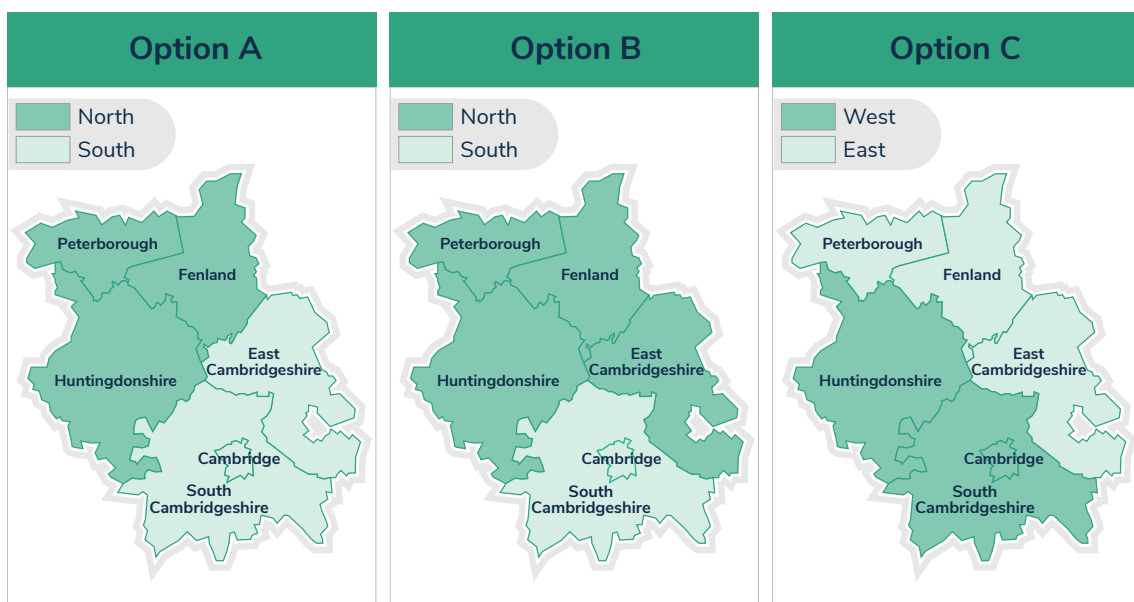 Option A
North
South
Peterborough
Fenland
East
Cambridgeshire
Huntingdonshire
Cambridge
South
Cambridgeshire
Option B
North
South
Peterborough
Fenland
East
Cambridgeshire
Huntingdonshire
Cambridge
South
Cambridgeshire
Option C
West
East
Peterborough
Fenland
East
Cambridgeshire
Huntingdonshire
Cambridge
South
Cambridgeshire